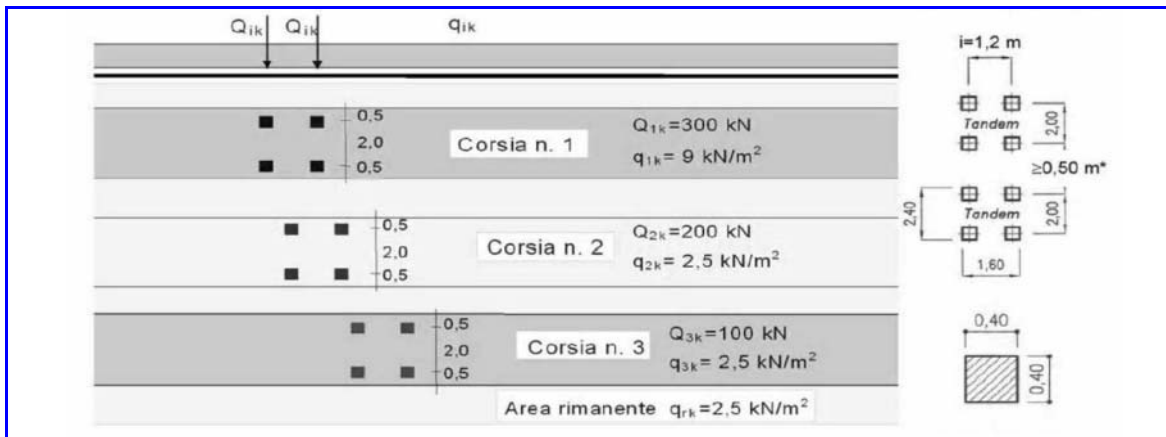 Qik Qik qik
0,5
2,0
0,5
Corsia n. 1
Q1k=300 kN
q1k= 9 kN/m²
0,5
2,0
0,5
Corsia n. 2
Q2k=200 kN
q2k= 2,5 kN/m²
0,5
2,0
0,5
Corsia n. 3
Q3k=100 kN
q3k= 2,5 kN/m²
Area rimanente qrk=2,5 kN/m²
i=1,2 m
Tandem
2,00
≥0,50 m*
2,40
Tandem
2,00
1,60
0,40
0,40